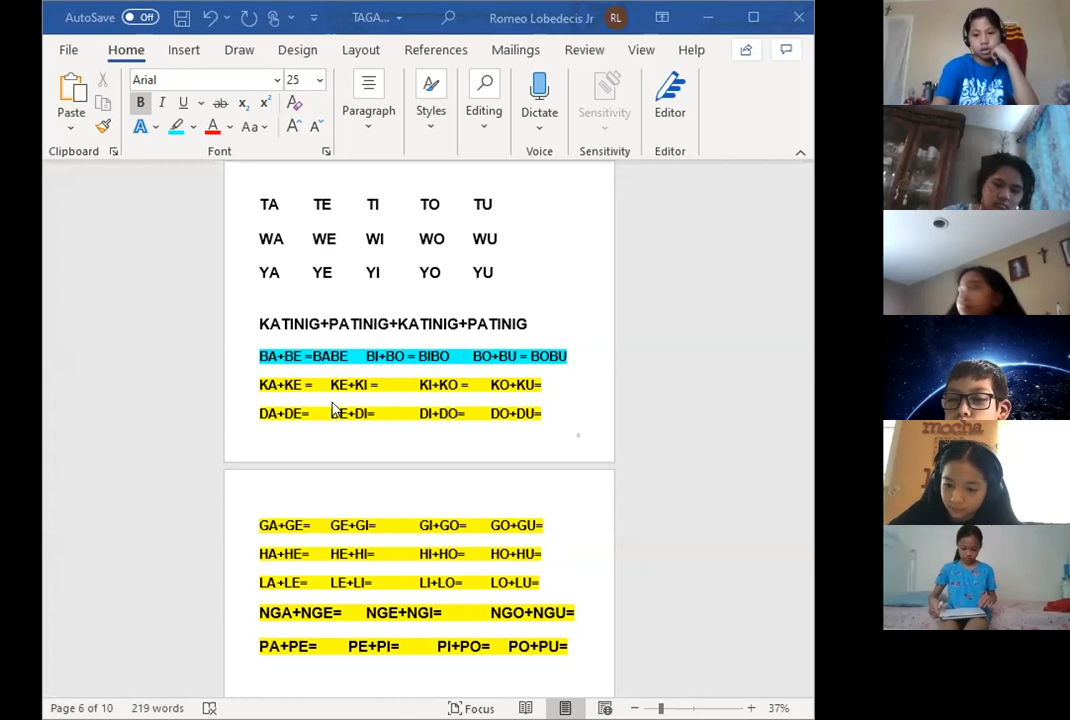 AutoSave Off TAGA... Romeo Lobedecis Jr RL
File Home Insert Draw Design Layout References Mailings Review View Help
Arial 25
Paste Paragraph Styles Editing Dictate Sensitivity Editor
B I U ab x₂ x² A
A A Aa A A
Clipboard Font Voice Sensitivity Editor
TA TE TI TO TU
WA WE WI WO WU
YA YE YI YO YU
KATINIG+PATINIG+KATINIG+PATINIG
BA+BE =BABE BI+BO = BIBO BO+BU = BOBU
KA+KE = KE+KI = KI+KO = KO+KU=
DA+DE= DE+DI= DI+DO= DO+DU=
GA+GE= GE+GI= GI+GO= GO+GU=
HA+HE= HE+HI= HI+HO= HO+HU=
LA+LE= LE+LI= LI+LO= LO+LU=
NGA+NGE= NGE+NGI= NGO+NGU=
PA+PE= PE+PI= PI+PO= PO+PU=
Page 6 of 10 219 words Focus 37%
mocha